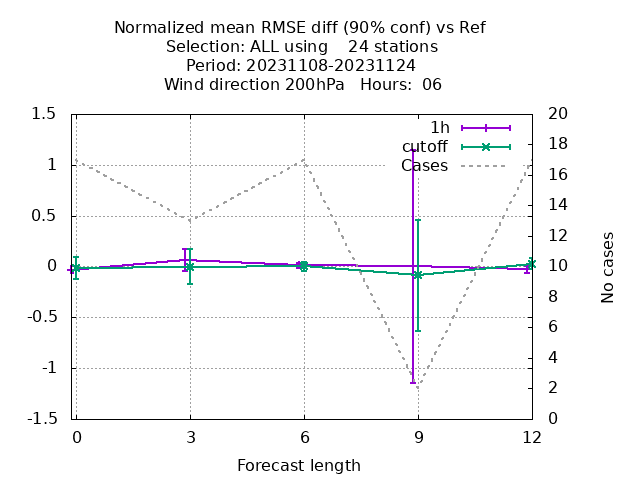 Normalized mean RMSE diff (90% conf) vs Ref
Selection: ALL using    24 stations
Period: 20231108-20231124
Wind direction 200hPa   Hours:  06
1h
cutoff
Cases
1.5
1
0.5
0
-0.5
-1
-1.5
20
18
16
14
12
10
8
6
4
2
0
No cases
0 3 6 9 12
Forecast length